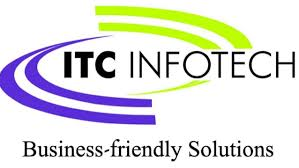 ITC INFOTECH
Business-friendly Solutions